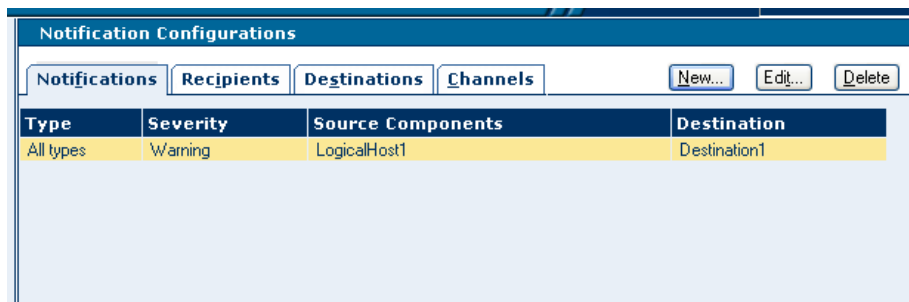 Notification Configurations
Notifications Recipients Destinations Channels New... Edit... Delete
Type Severity Source Components Destination
All types Warning LogicalHost1 Destination1